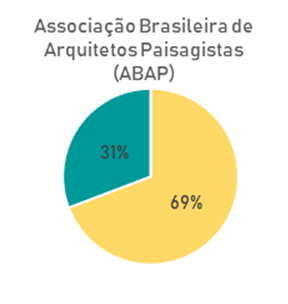 Associação Brasileira de
Arquitetos Paisagistas
(ABAP)
31%
69%